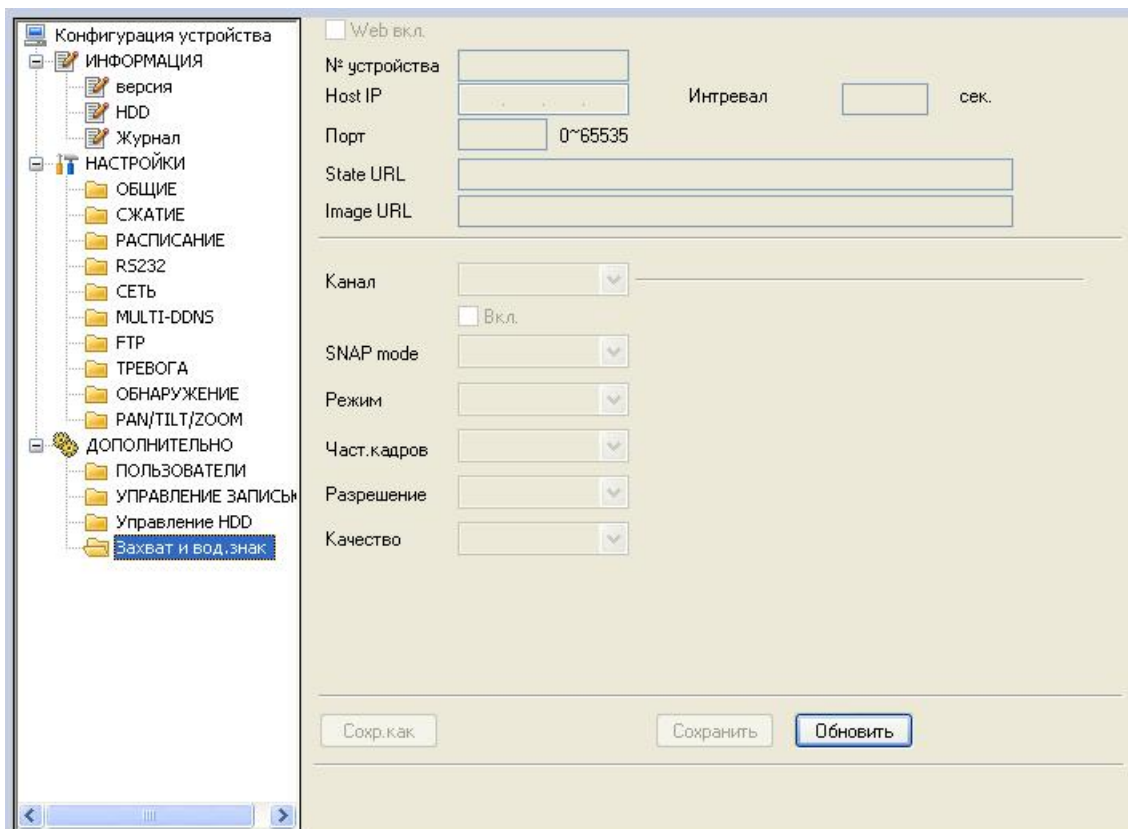 Конфигурация устройства
ИНФОРМАЦИЯ
версия
HDD
Журнал
НАСТРОЙКИ
ОБЩИЕ
СЖАТИЕ
РАСПИСАНИЕ
RS232
СЕТЬ
MULTI-DDNS
FTP
ТРЕВОГА
ОБНАРУЖЕНИЕ
PAN/TILT/ZOOM
ДОПОЛНИТЕЛЬНО
ПОЛЬЗОВАТЕЛИ
УПРАВЛЕНИЕ ЗАПИСЬЮ
Управление HDD
Захват и вод.знак
Web вкл.
№ устройства
Host IP . . . Интревал сек.
Порт 0~65535
State URL
Image URL
Канал
Вкл.
SNAP mode
Режим
Част.кадров
Разрешение
Качество
Сохр.как Сохранить Обновить